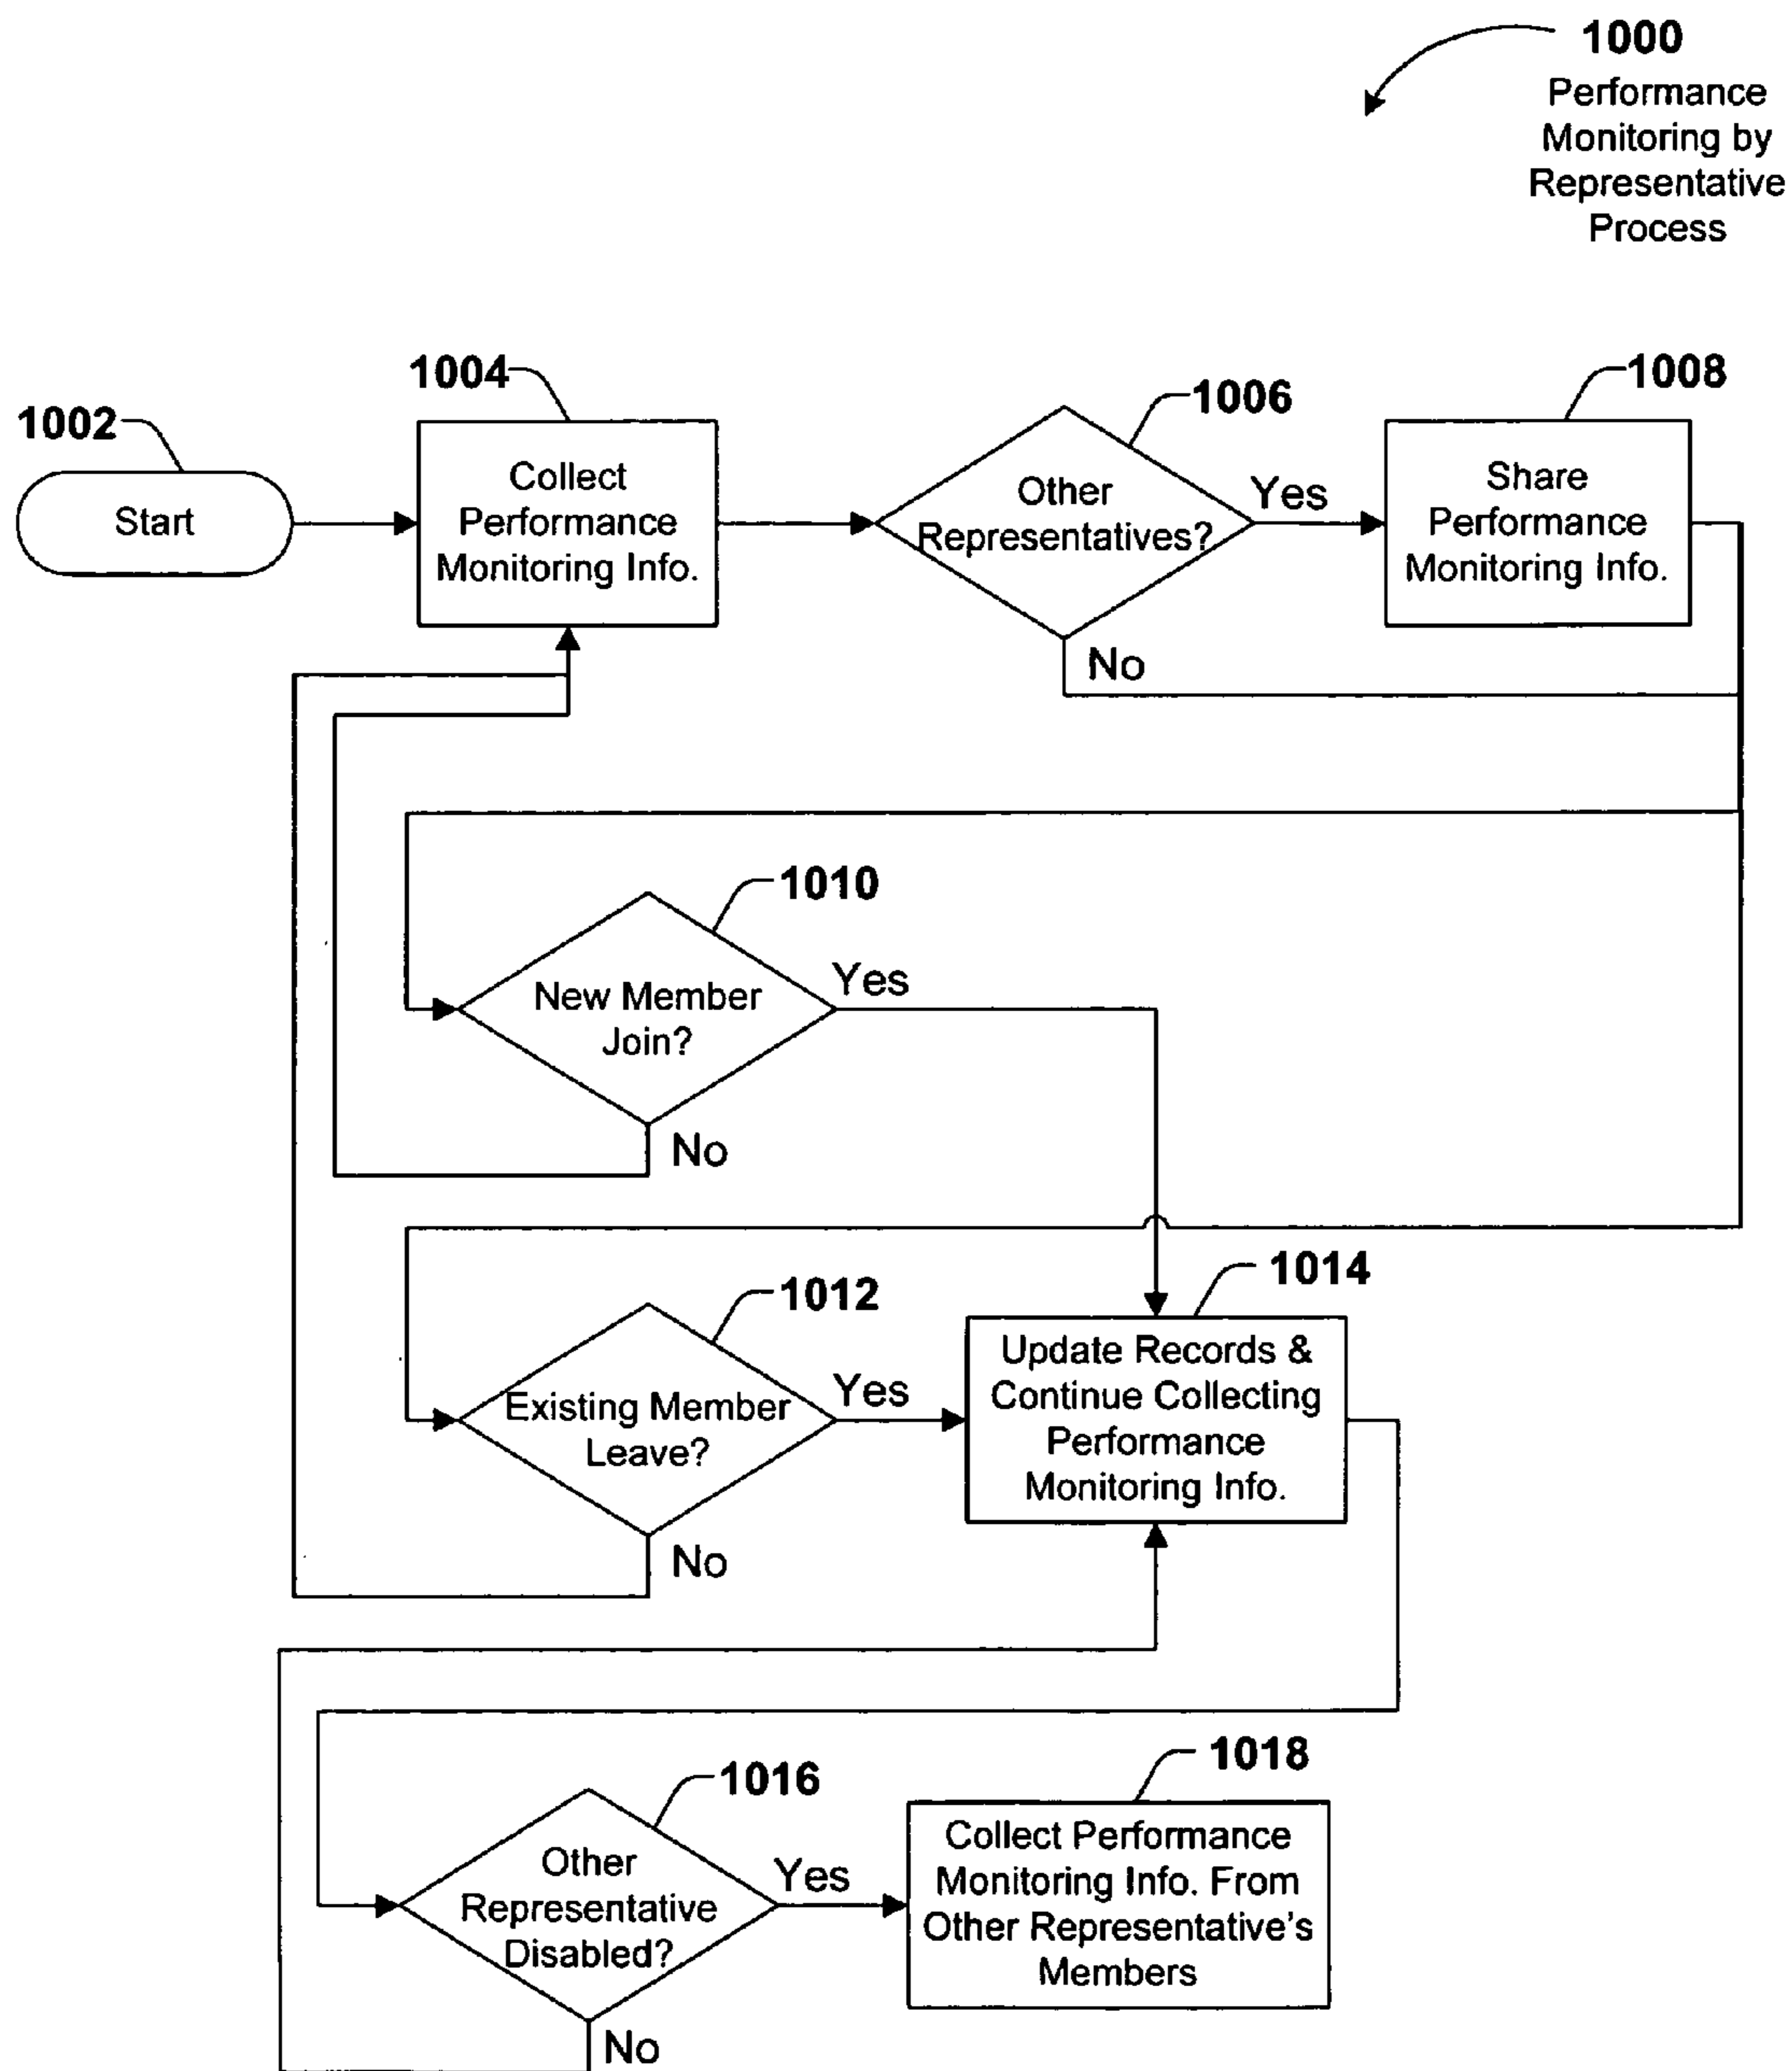 1000
Performance
Monitoring by
Representative
Process
1002
Start
1004
Collect
Performance
Monitoring Info.
1006
Other
Representatives?
Yes
No
1008
Share
Performance
Monitoring Info.
1010
New Member
Join?
Yes
No
1012
Existing Member
Leave?
Yes
No
1014
Update Records &
Continue Collecting
Performance
Monitoring Info.
1016
Other
Representative
Disabled?
Yes
No
1018
Collect Performance
Monitoring Info. From
Other Representative's
Members